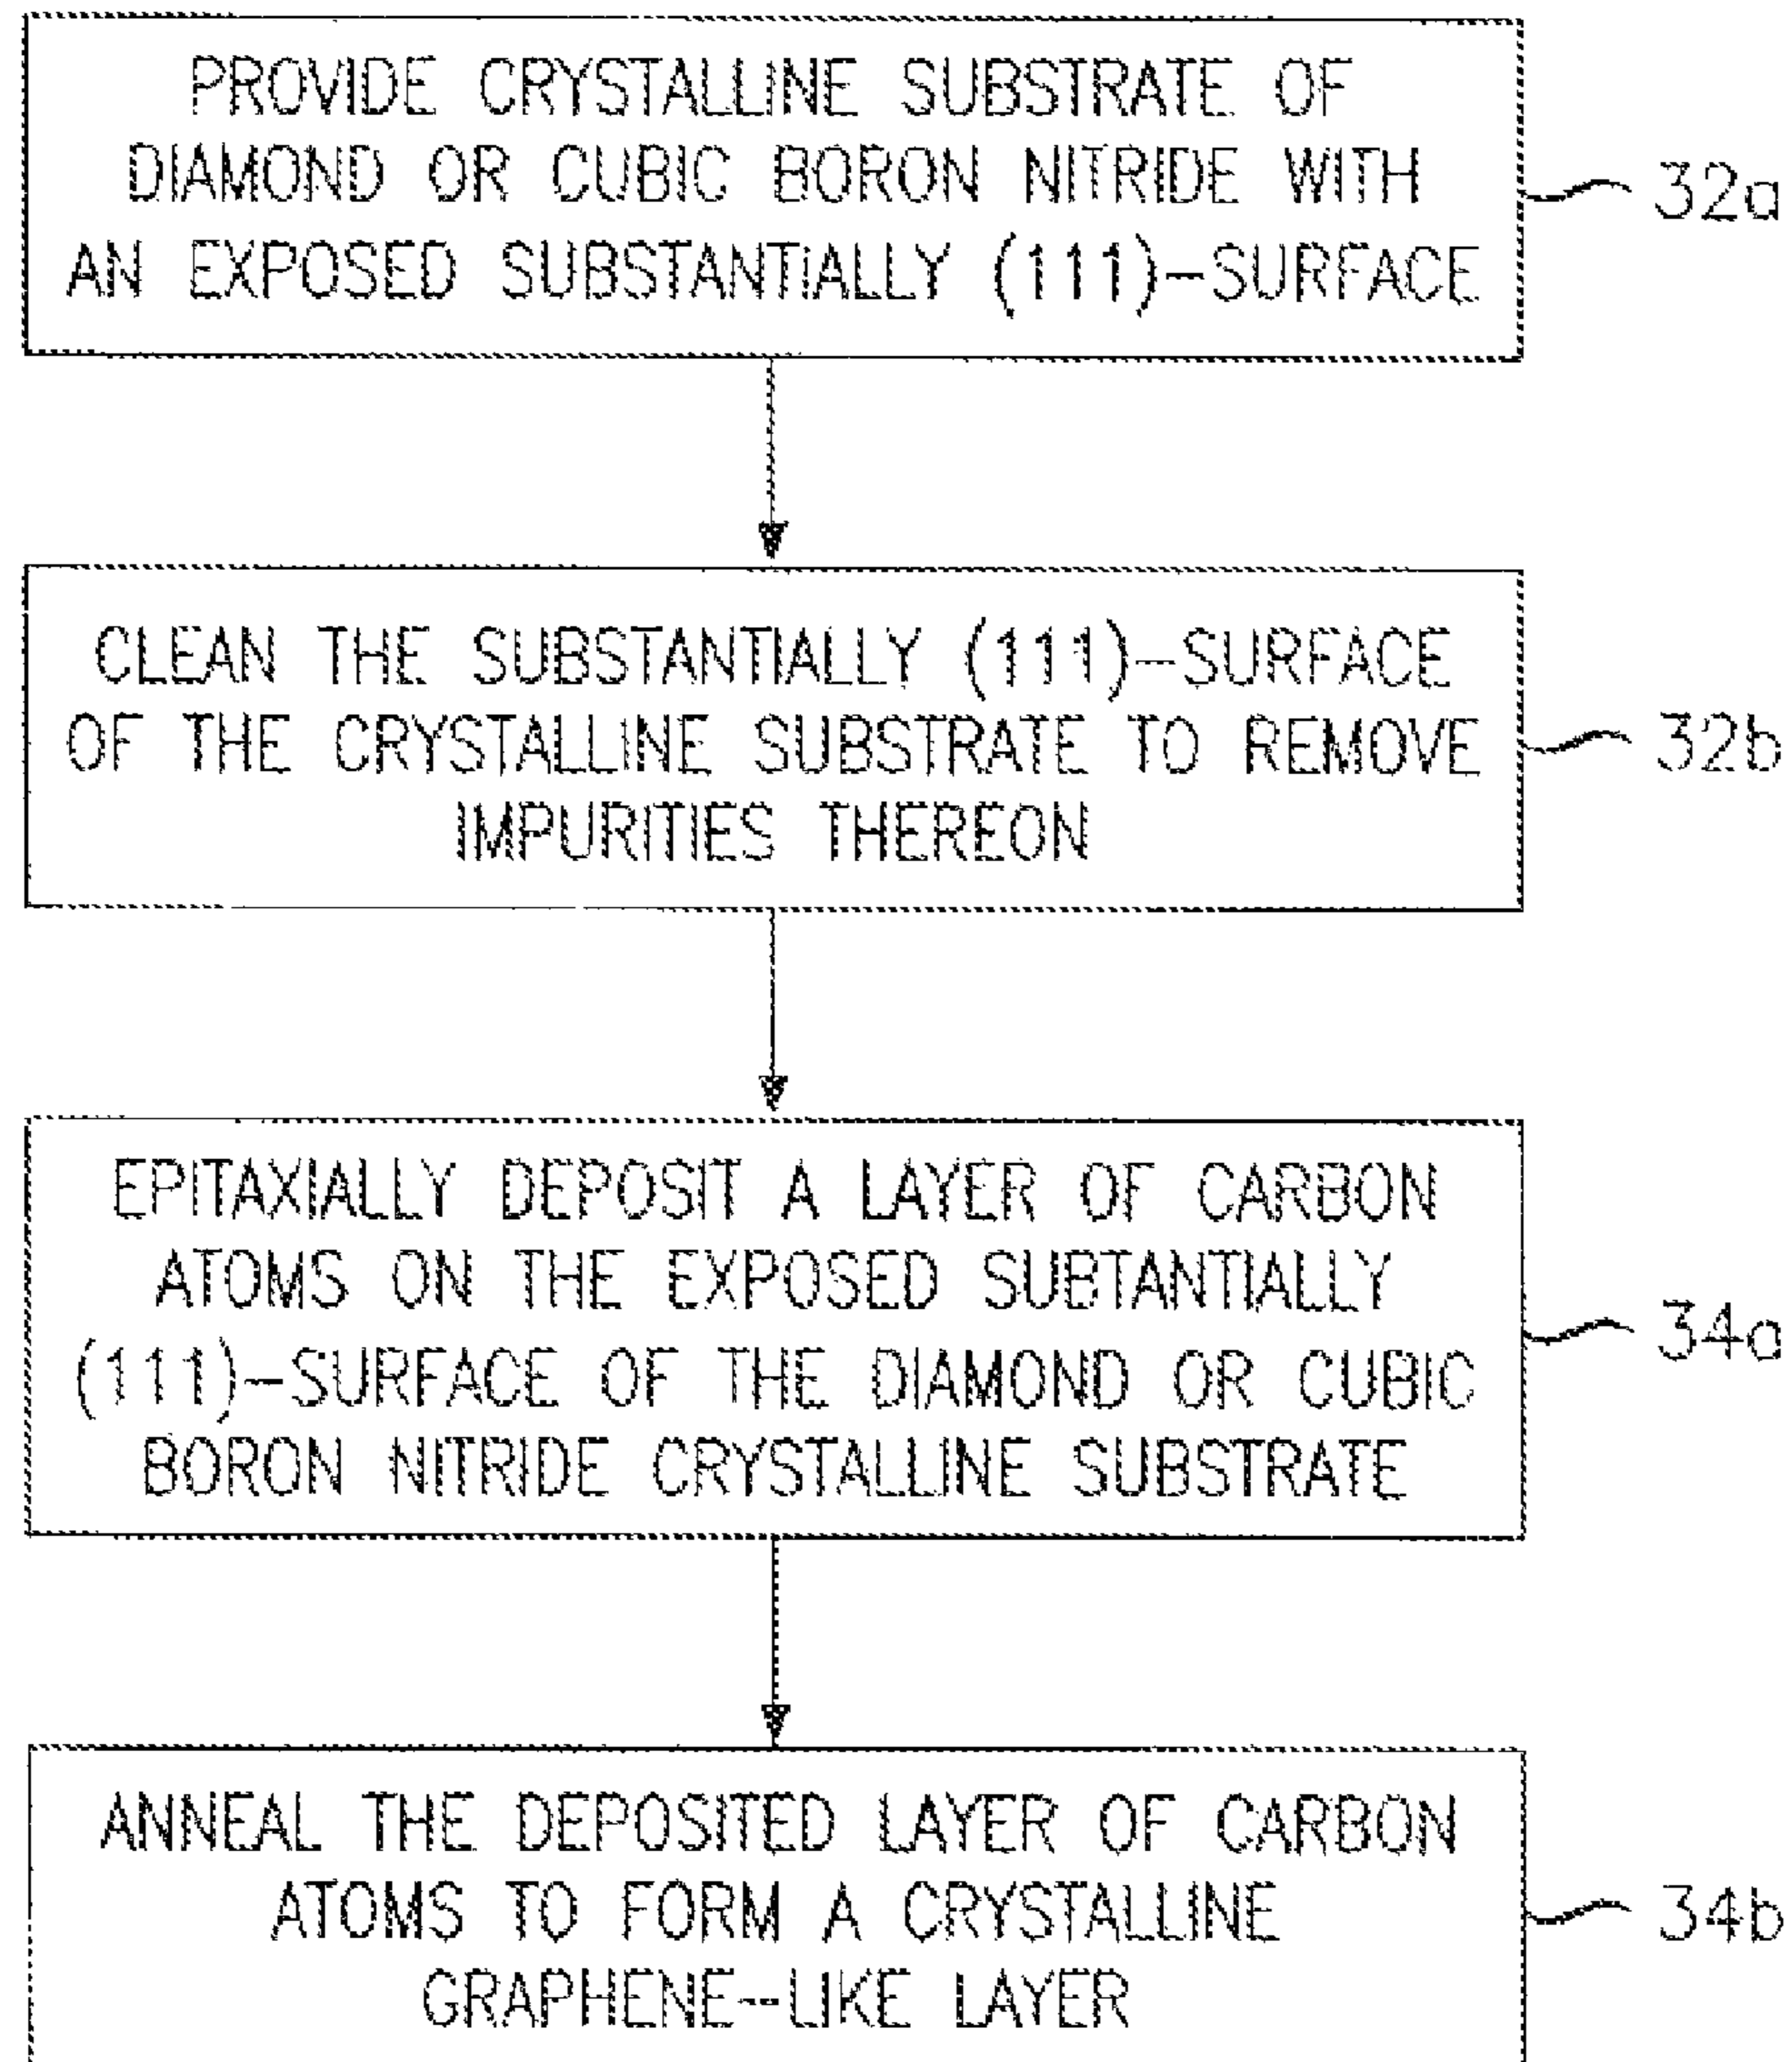 PROVIDE CRYSTALLINE SUBSTRATE OF
DIAMOND OR CUBIC BORON NITRIDE WITH
AN EXPOSED SUBSTANTIALLY (111)-SURFACE
32a
CLEAN THE SUBSTANTIALLY (111)-SURFACE
OF THE CRYSTALLINE SUBSTRATE TO REMOVE
IMPURITIES THEREON
32b
EPITAXIALLY DEPOSIT A LAYER OF CARBON
ATOMS ON THE EXPOSED SUBTANTIALLY
(111)-SURFACE OF THE DIAMOND OR CUBIC
BORON NITRIDE CRYSTALLINE SUBSTRATE
34a
ANNEAL THE DEPOSITED LAYER OF CARBON
ATOMS TO FORM A CRYSTALLINE
GRAPHENE-LIKE LAYER
34b